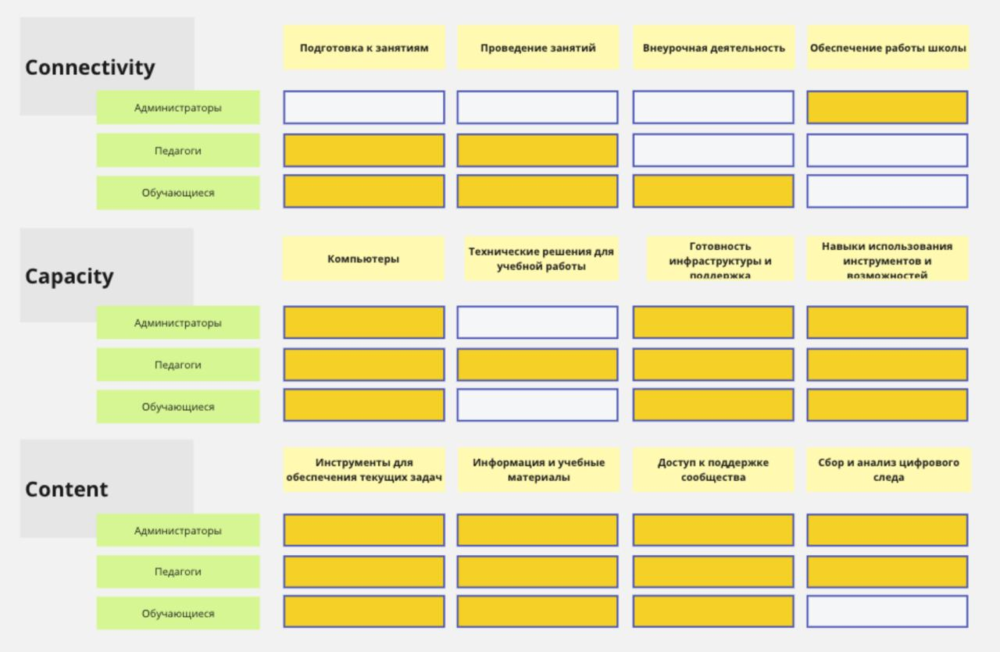 Connectivity
Подготовка к занятиям
Проведение занятий
Внеурочная деятельность
Обеспечение работы школы
Администраторы
Педагоги
Обучающиеся
Capacity
Компьютеры
Технические решения для
учебной работы
Готовность
инфраструктуры и
поддержка
Навыки использования
инструментов и
возможностей
Администраторы
Педагоги
Обучающиеся
Content
Инструменты для
обеспечения текущих задач
Информация и учебные
материалы
Доступ к поддержке
сообщества
Сбор и анализ цифрового
следа
Администраторы
Педагоги
Обучающиеся